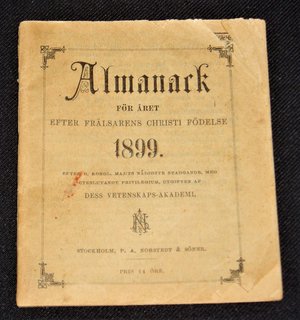 Almanack
FÖR ÅRET
EFTER FRÄLSARENS CHRISTI FÖDELSE
1899.
EFTER H. KONGL. MAJ:TS NÅDIGSTE STADGANDE, MED
UTESLUTANDE PRIVILEGIUM, UTGIFVEN AF
DESS VETENSKAPS-AKADEMI.
STOCKHOLM, P. A. NORSTEDT & SÖNER.
PRIS 14 ÖRE.